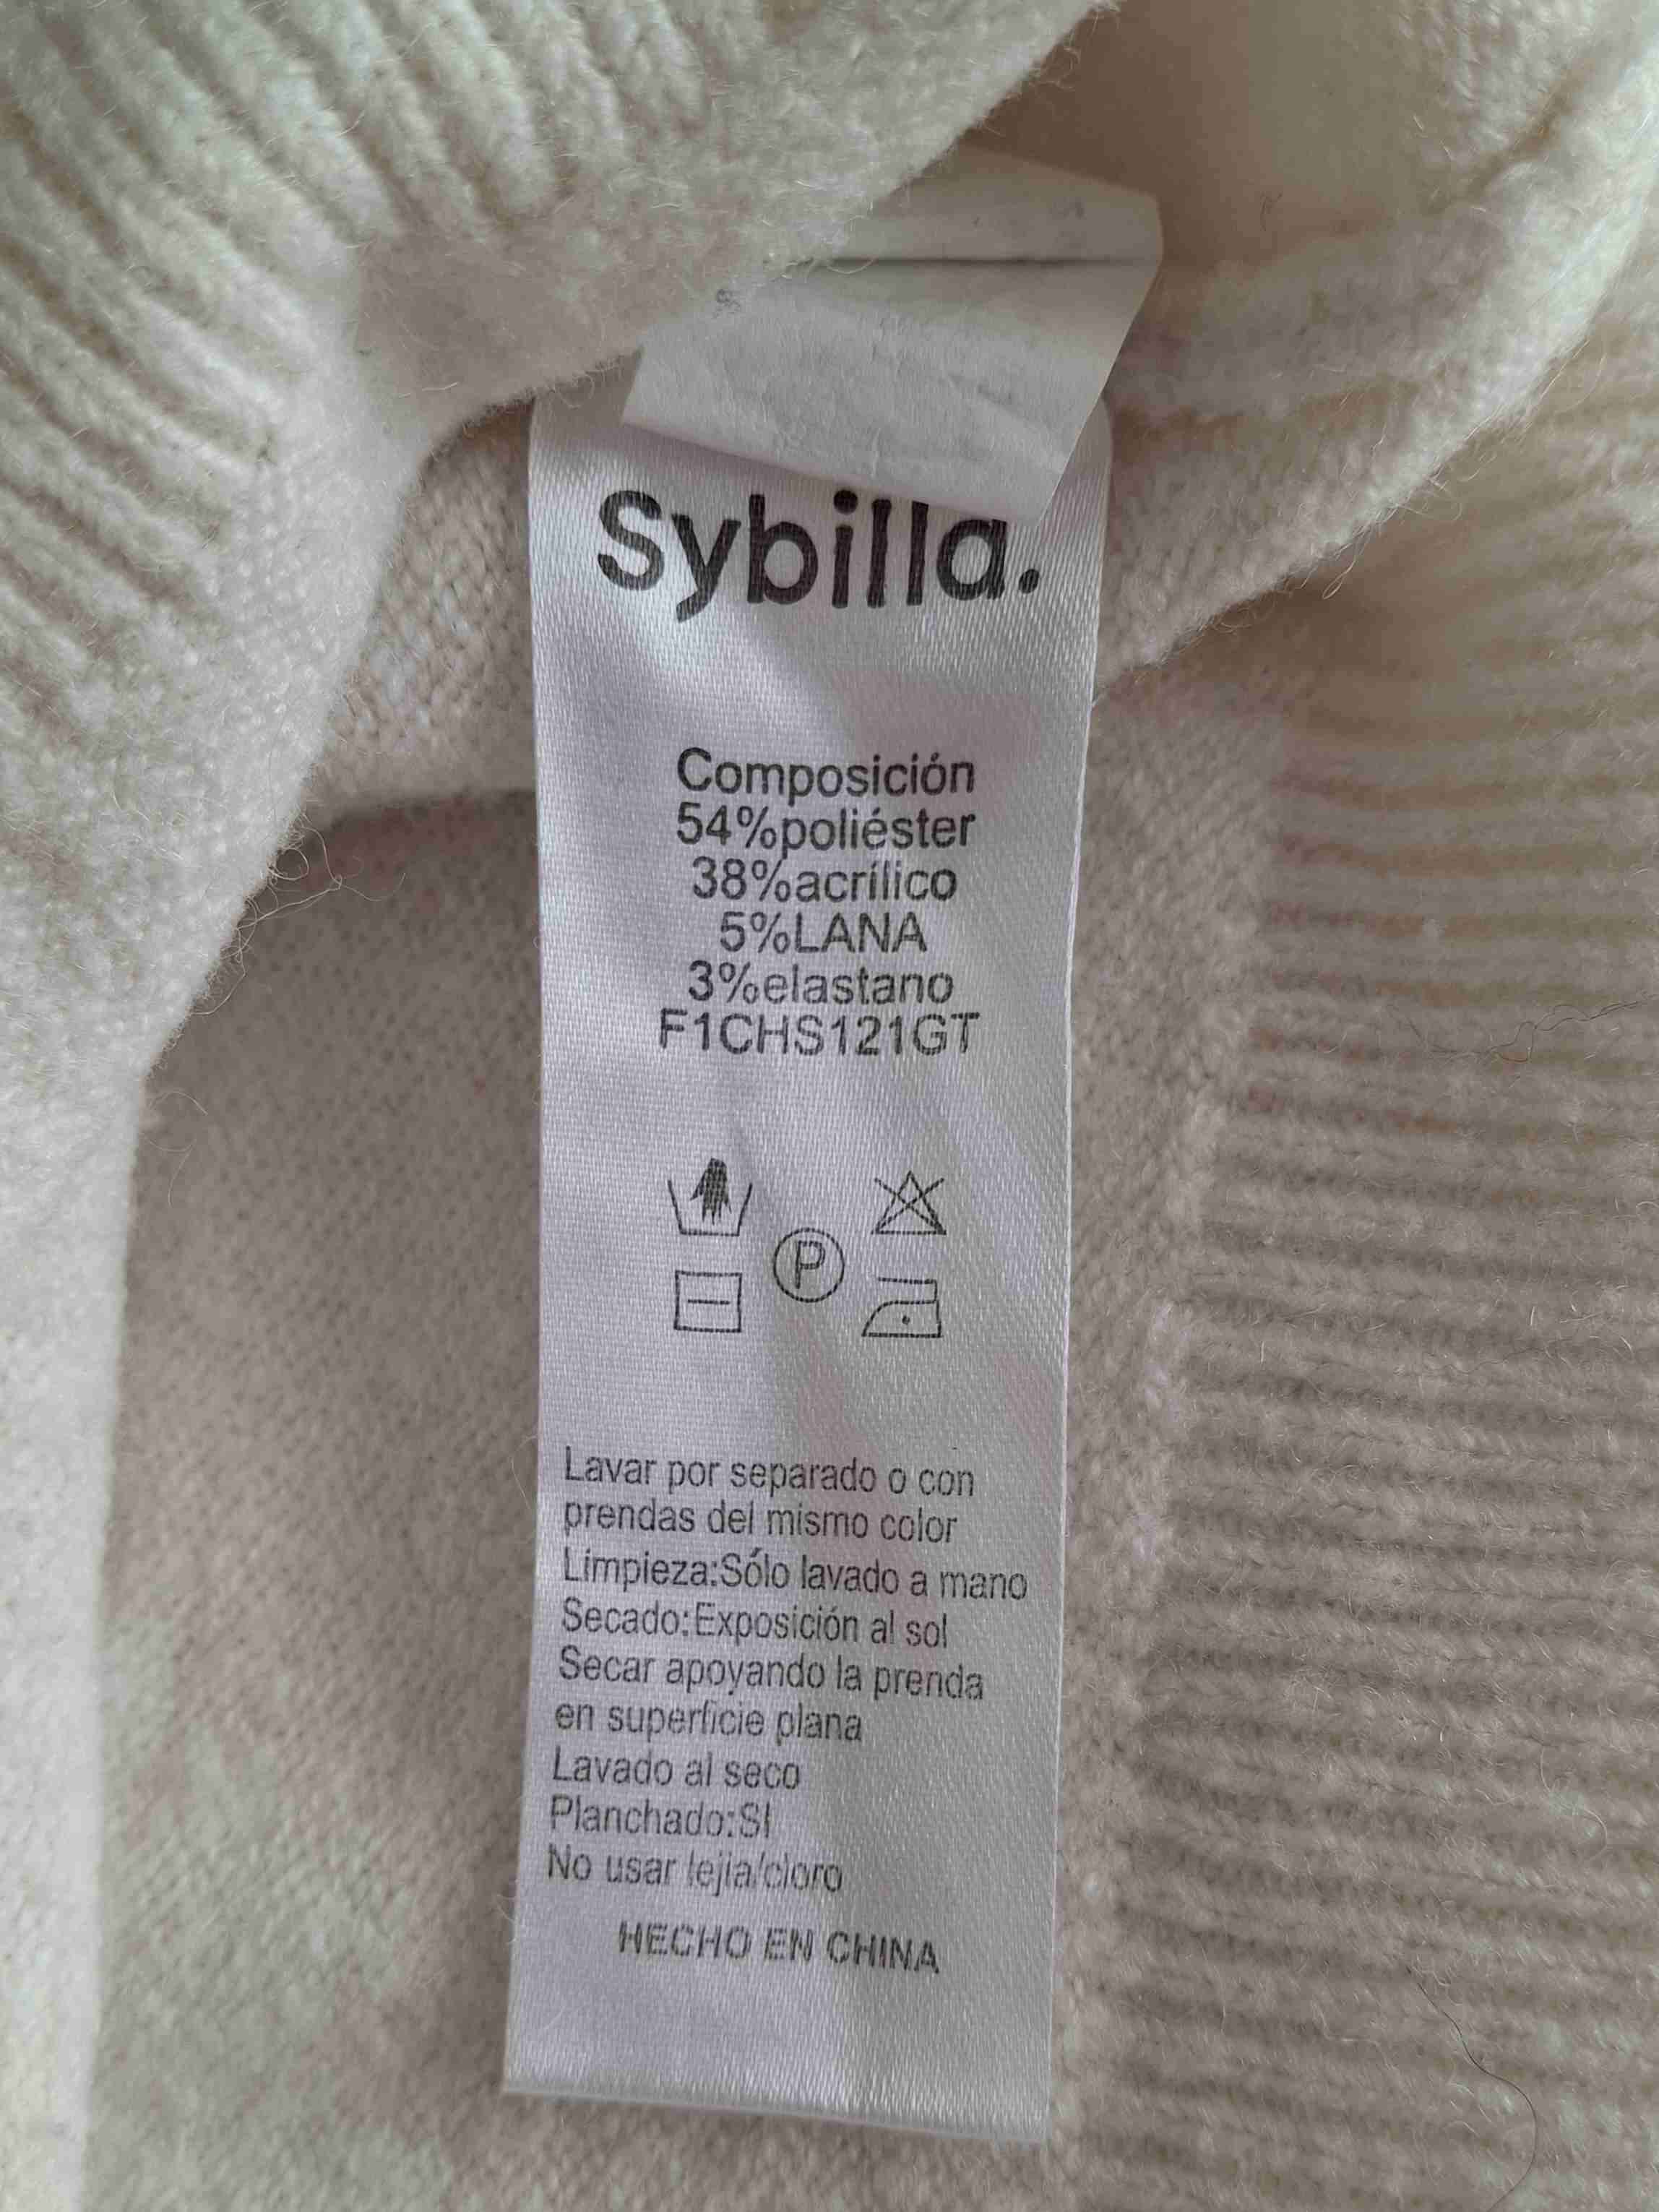 Sybilla.
Composición
54%poliéster
38%acrílico
5%LANA
3%elastano
F1CHS121GT
P
Lavar por separado o con
prendas del mismo color
Limpieza:Sólo lavado a mano
Secado:Exposición al sol
Secar apoyando la prenda
en superficie plana
Lavado al seco
Planchado:SI
No usar lejia/cloro
HECHO EN CHINA